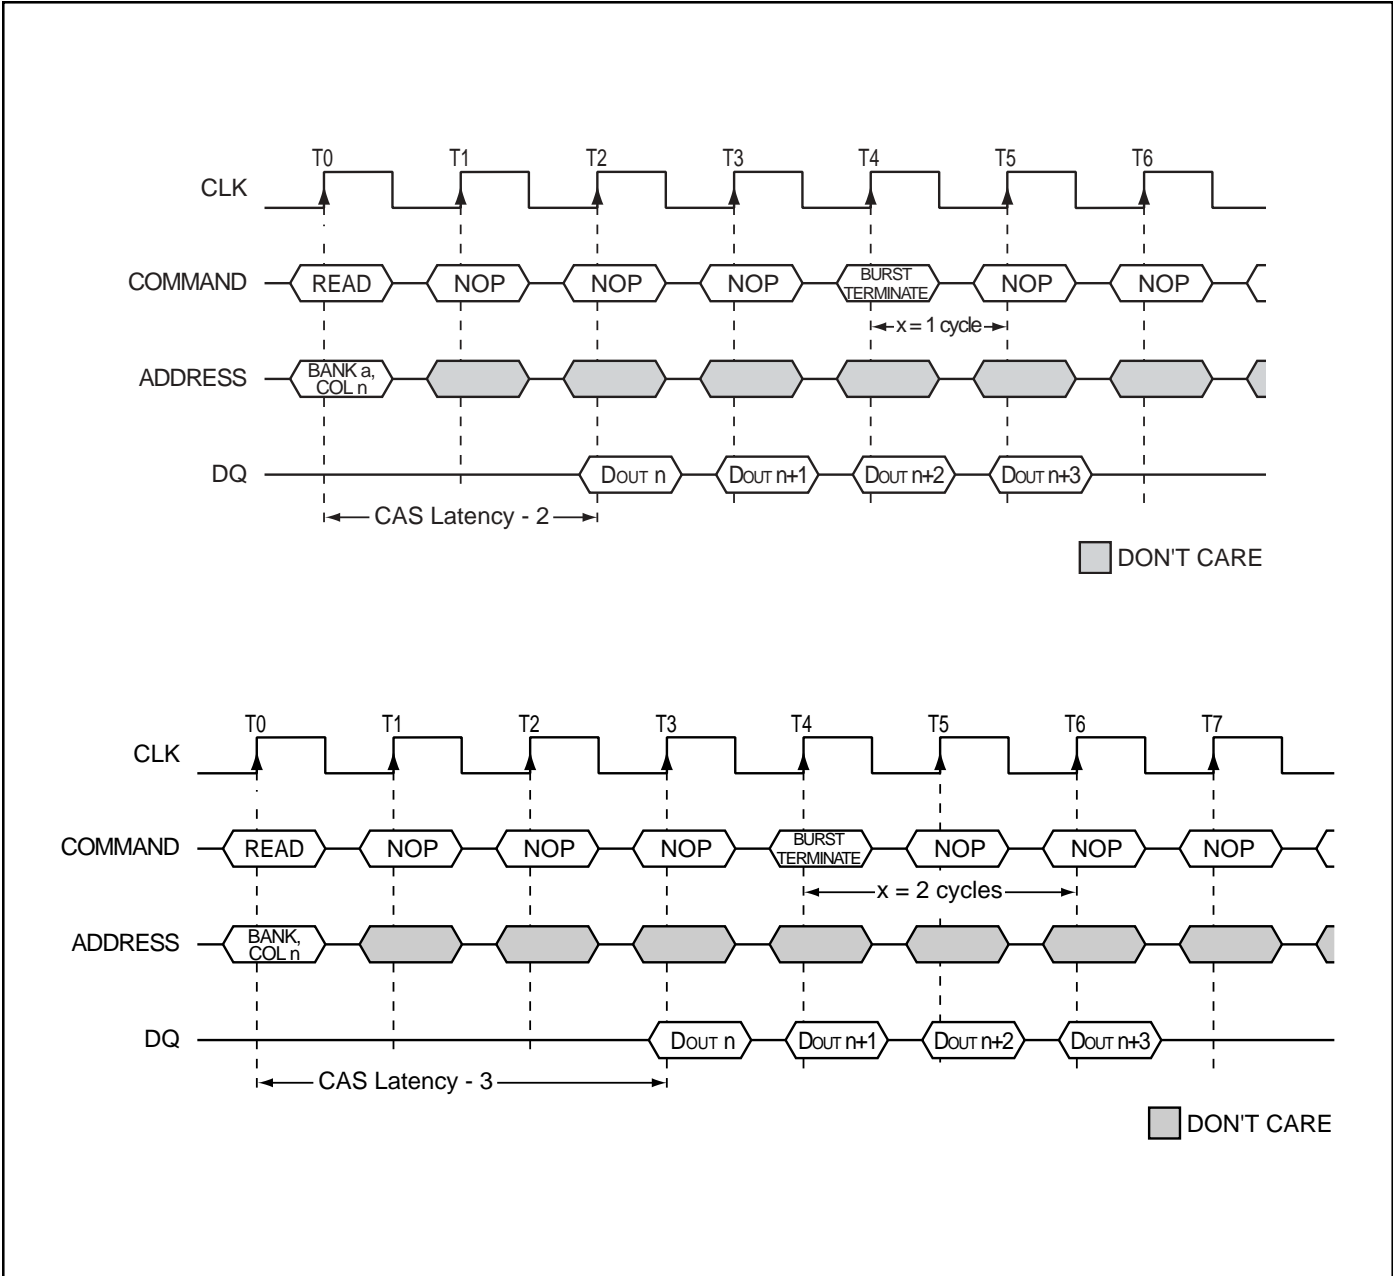 T0 T1 T2 T3 T4 T5 T6
CLK
COMMAND READ NOP NOP NOP BURST TERMINATE NOP NOP
x = 1 cycle
ADDRESS BANK a, COL n
DQ DOUT n DOUT n+1 DOUT n+2 DOUT n+3
CAS Latency - 2
DON'T CARE
T0 T1 T2 T3 T4 T5 T6 T7
CLK
COMMAND READ NOP NOP NOP BURST TERMINATE NOP NOP NOP
x = 2 cycles
ADDRESS BANK, COL n
DQ DOUT n DOUT n+1 DOUT n+2 DOUT n+3
CAS Latency - 3
DON'T CARE